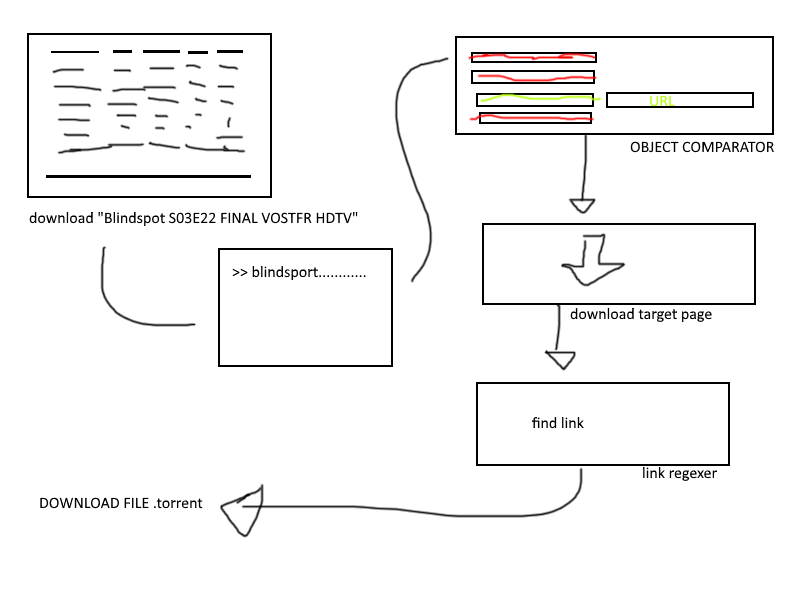 URL
OBJECT COMPARATOR
download "Blindspot S03E22 FINAL VOSTFR HDTV"
>> blindsport............
download target page
find link
link regexer
DOWNLOAD FILE .torrent